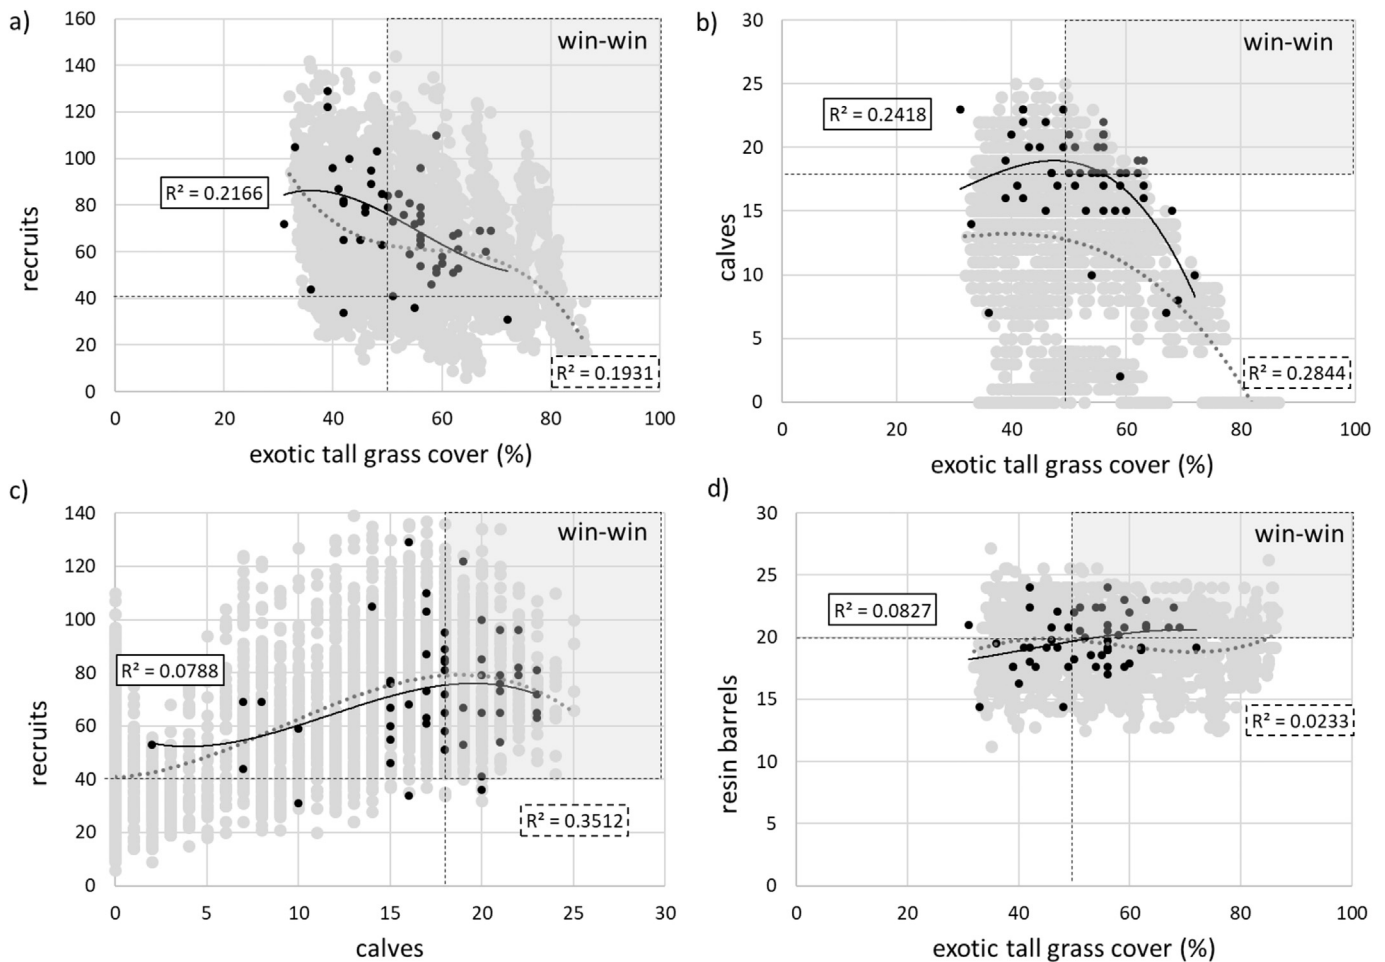 a)
160
140
120
100
80
60
40
20
0
recruits
win-win
R² = 0.2166
R² = 0.1931
0 20 40 60 80 100
exotic tall grass cover (%)
b)
30
25
20
15
10
5
0
calves
win-win
R² = 0.2418
R² = 0.2844
0 20 40 60 80 100
exotic tall grass cover (%)
c)
140
120
100
80
60
40
20
0
recruits
win-win
R² = 0.0788
R² = 0.3512
0 5 10 15 20 25 30
calves
d)
30
25
20
15
10
5
0
resin barrels
win-win
R² = 0.0827
R² = 0.0233
0 20 40 60 80 100
exotic tall grass cover (%)